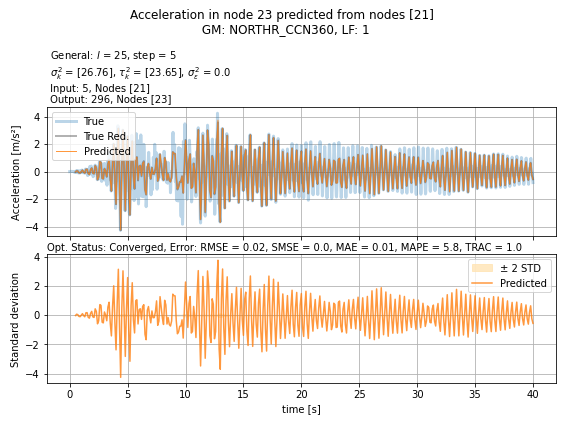 Acceleration in node 23 predicted from nodes [21]
GM: NORTHR_CCN360, LF: 1
General: l = 25, step = 5
σ²ₖ = [26.76], τ²ₖ = [23.65], σ²ε = 0.0
Input: 5, Nodes [21]
Output: 296, Nodes [23]
Acceleration [m/s²]
4
2
0
−2
−4
True
True Red.
Predicted
Opt. Status: Converged, Error: RMSE = 0.02, SMSE = 0.0, MAE = 0.01, MAPE = 5.8, TRAC = 1.0
Standard deviation
4
2
0
−2
−4
± 2 STD
Predicted
0 5 10 15 20 25 30 35 40
time [s]